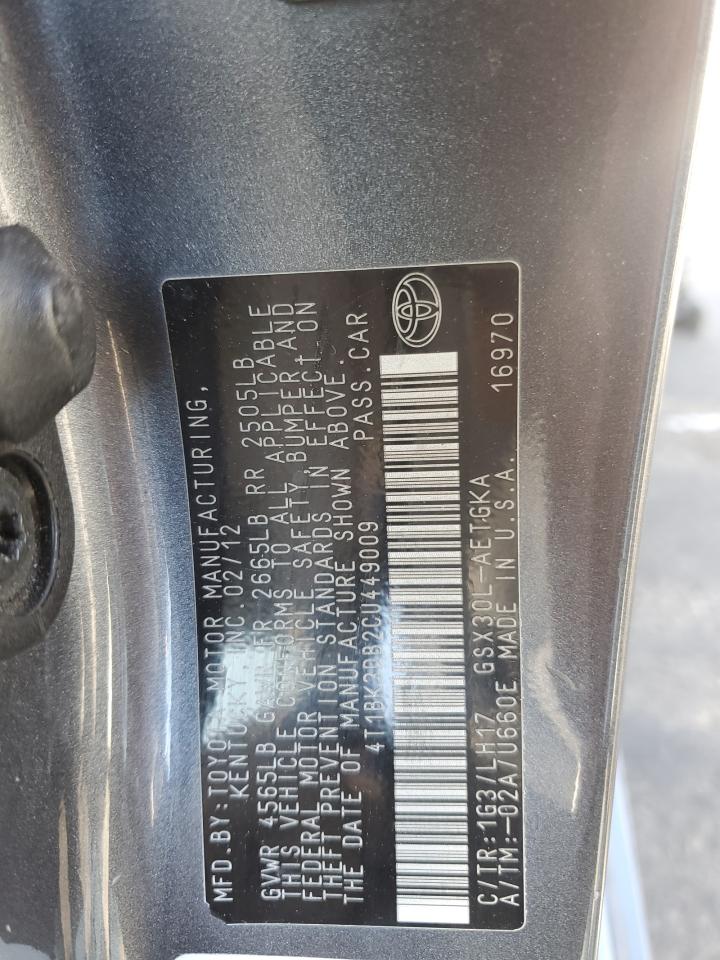 MFD.BY:TOYOTA MOTOR MANUFACTURING,
KENTUCKY, INC. 02/12
GVWR 4565LB GAWR FR 2665LB RR 2505LB
THIS VEHICLE CONFORMS TO ALL APPLICABLE
FEDERAL MOTOR VEHICLE SAFETY,BUMPER AND
THEFT PREVENTION STANDARDS IN EFFECT ON
THE DATE OF MANUFACTURE SHOWN ABOVE.
4T1BK3DB2CU449009 PASS.CAR
C/TR:1G3/LH17 GSX30L-AETGKA
A/TM:-02A/U660E MADE IN U.S.A. 16970